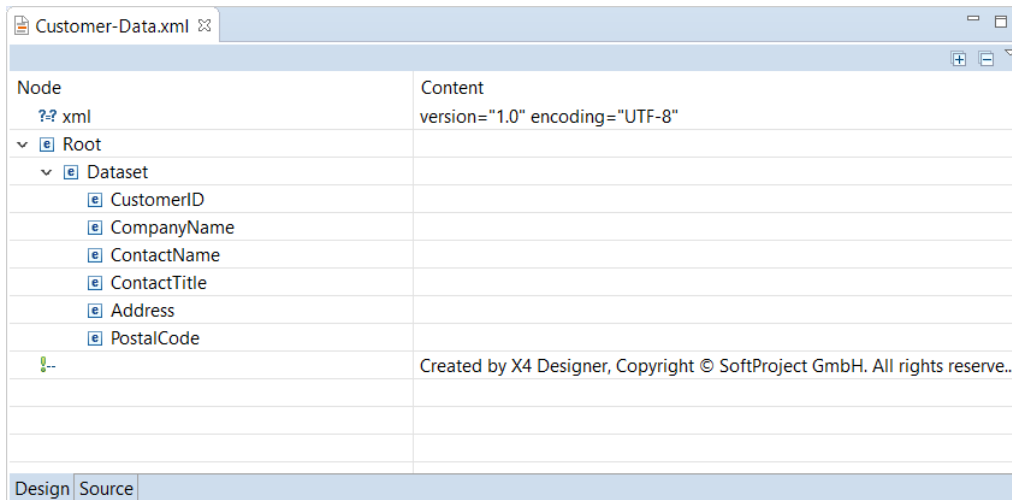 Customer-Data.xml
Node Content
?=? xml version="1.0" encoding="UTF-8"
e Root
e Dataset
e CustomerID
e CompanyName
e ContactName
e ContactTitle
e Address
e PostalCode
!-- Created by X4 Designer, Copyright © SoftProject GmbH. All rights reserve...
Design Source